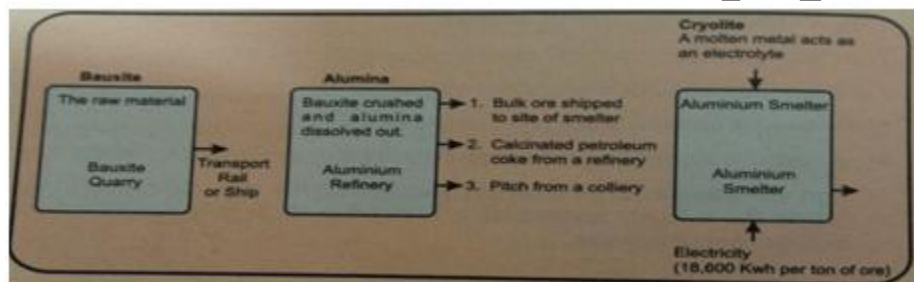 Bauxite
The raw material
Bauxite
Quarry
Transport
Rail
or Ship
Alumina
Bauxite crushed
and alumina
dissolved out.
Aluminium
Refinery
1. Bulk ore shipped
to site of smelter
2. Calcinated petroleum
coke from a refinery
3. Pitch from a colliery
Cryolite
A molten metal acts as
an electrolyte
Aluminium Smelter
Aluminium
Smelter
Electricity
(18,600 Kwh per ton of ore)